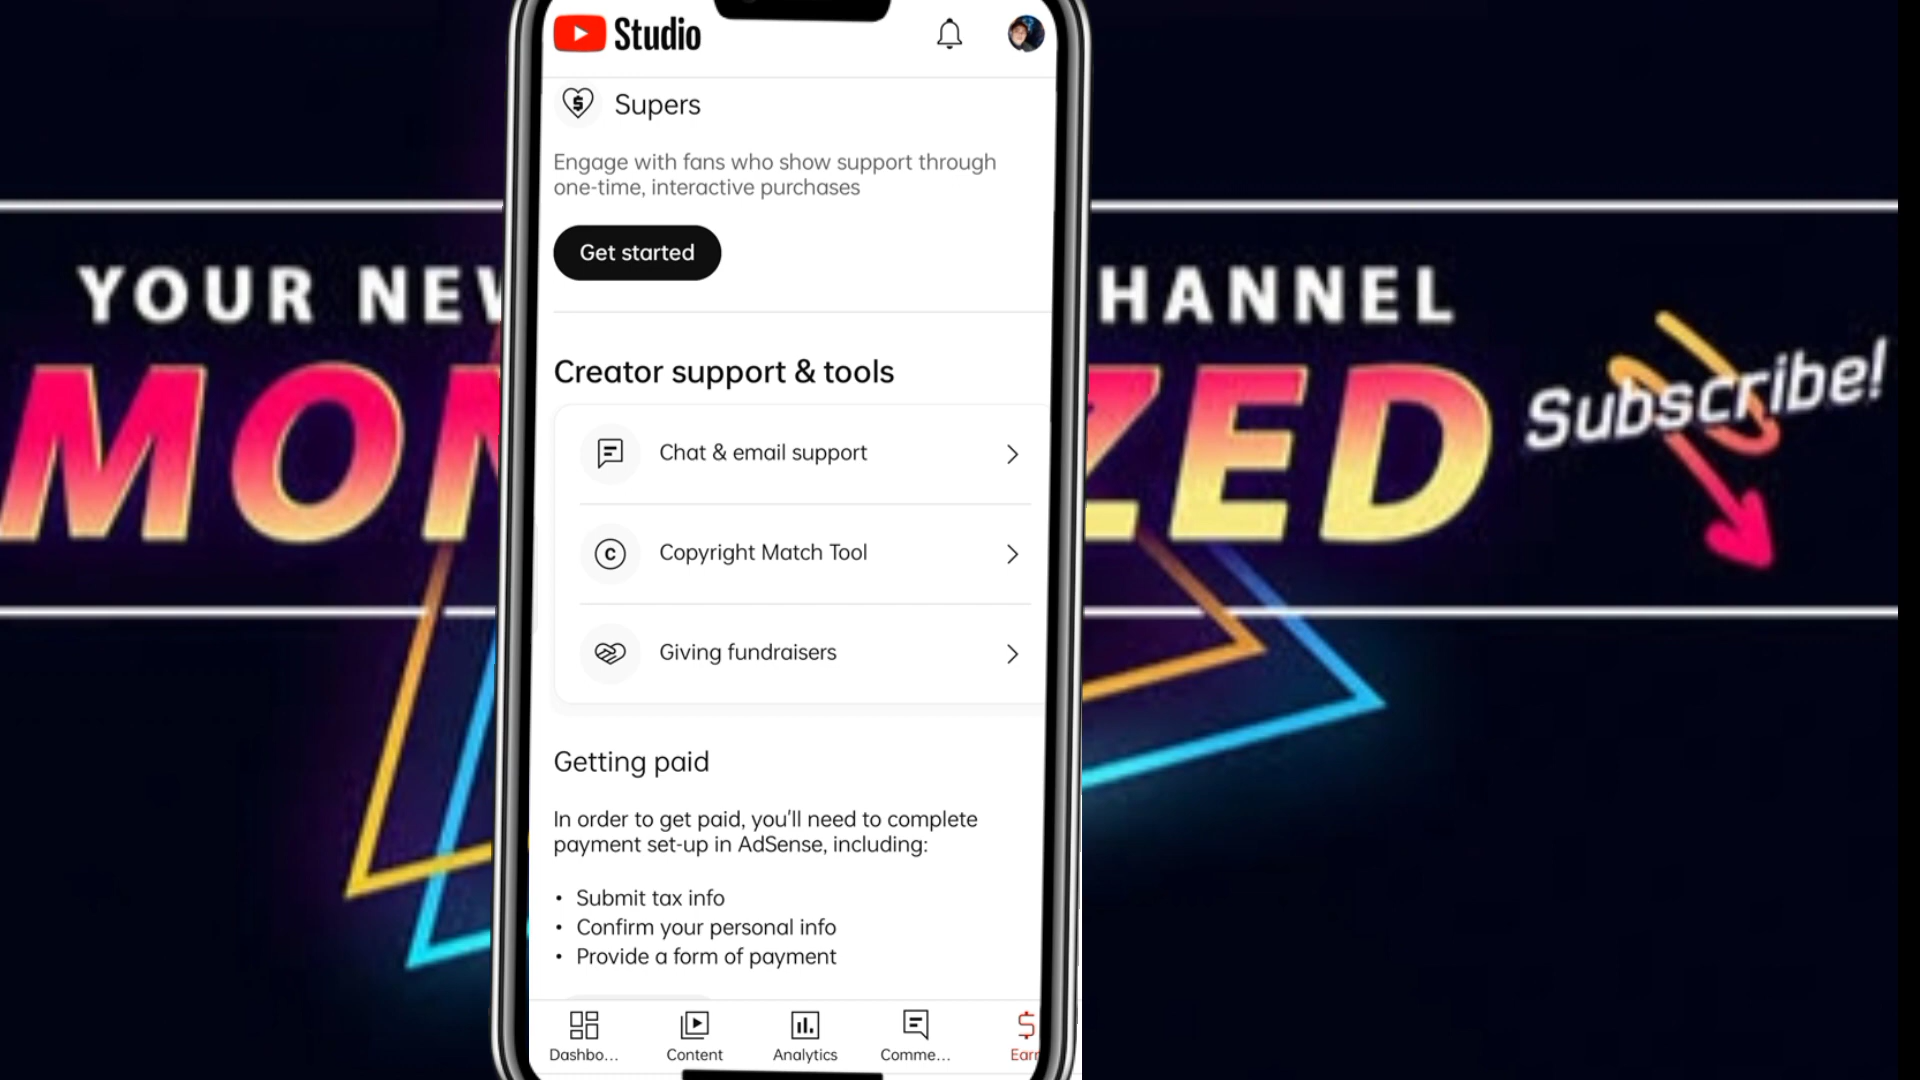 Studio
Supers
Engage with fans who show support through
one-time, interactive purchases
Get started
YOUR HANNEL
ZED
Subscribe!
Creator support & tools
Chat & email support
Copyright Match Tool
Giving fundraisers
Getting paid
In order to get paid, you'll need to complete
payment set-up in AdSense, including:
• Submit tax info
• Confirm your personal info
• Provide a form of payment
Dashbo... Content Analytics Comme... Earn